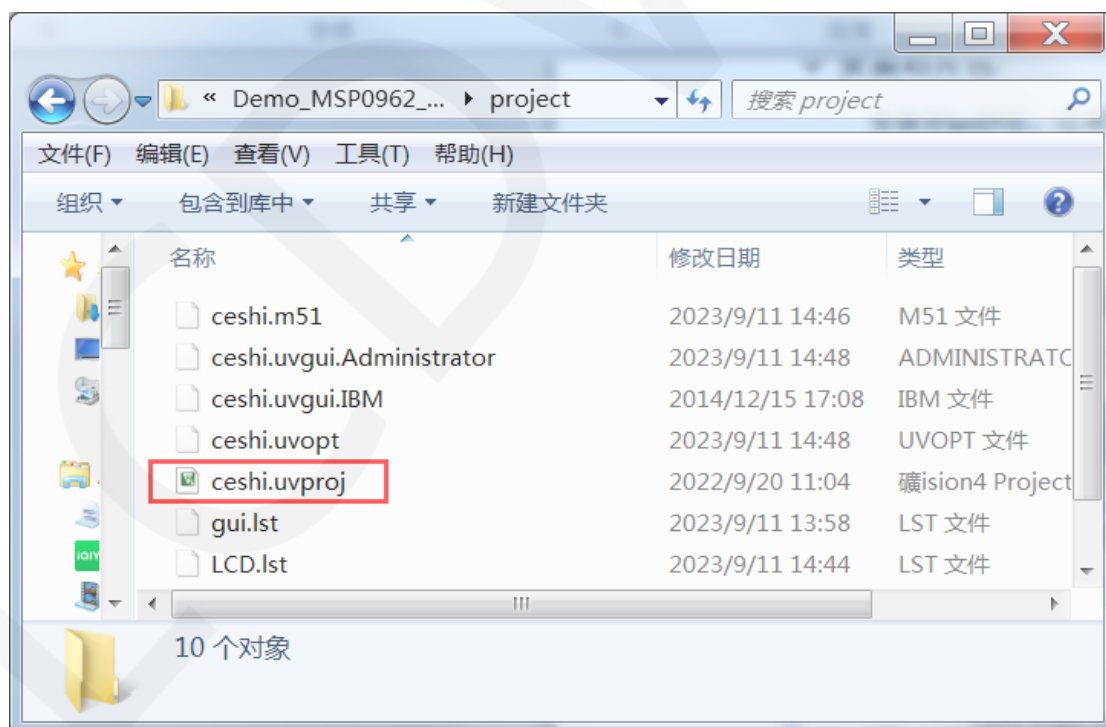 « Demo_MSP0962_... ▸ project 搜索 project
文件(F) 编辑(E) 查看(V) 工具(T) 帮助(H)
组织 包含到库中 共享 新建文件夹
名称 修改日期 类型
ceshi.m51 2023/9/11 14:46 M51 文件
ceshi.uvgui.Administrator 2023/9/11 14:48 ADMINISTRATO
ceshi.uvgui.IBM 2014/12/15 17:08 IBM 文件
ceshi.uvopt 2023/9/11 14:48 UVOPT 文件
ceshi.uvproj 2022/9/20 11:04 礦ision4 Project
gui.lst 2023/9/11 13:58 LST 文件
LCD.lst 2023/9/11 14:44 LST 文件
10 个对象